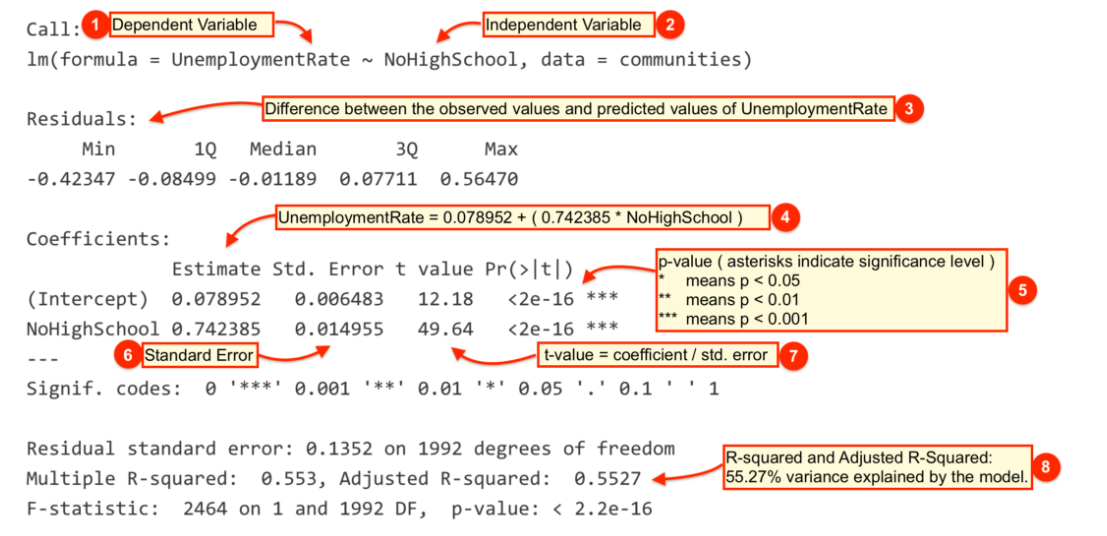 Call: 1 Dependent Variable Independent Variable 2
lm(formula = UnemploymentRate ~ NoHighSchool, data = communities)
Difference between the observed values and predicted values of UnemploymentRate 3
Residuals:
Min 1Q Median 3Q Max
-0.42347 -0.08499 -0.01189 0.07711 0.56470
UnemploymentRate = 0.078952 + ( 0.742385 * NoHighSchool ) 4
Coefficients:
Estimate Std. Error t value Pr(>|t|)
(Intercept) 0.078952 0.006483 12.18 <2e-16 ***
NoHighSchool 0.742385 0.014955 49.64 <2e-16 ***
p-value ( asterisks indicate significance level )
* means p < 0.05
** means p < 0.01
*** means p < 0.001
5
---
6 Standard Error
t-value = coefficient / std. error 7
Signif. codes: 0 '***' 0.001 '**' 0.01 '*' 0.05 '.' 0.1 ' ' 1
Residual standard error: 0.1352 on 1992 degrees of freedom
Multiple R-squared: 0.553, Adjusted R-squared: 0.5527
F-statistic: 2464 on 1 and 1992 DF, p-value: < 2.2e-16
R-squared and Adjusted R-Squared:
55.27% variance explained by the model.
8